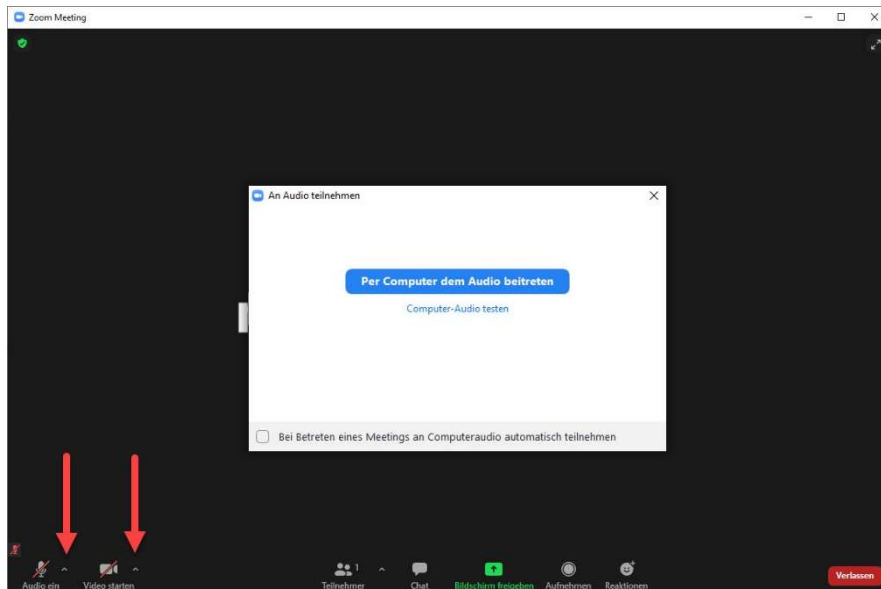 Zoom Meeting
An Audio teilnehmen
Per Computer dem Audio beitreten
Computer-Audio testen
Bei Betreten eines Meetings an Computeraudio automatisch teilnehmen
Audio ein
Video starten
1
Teilnehmer
Chat
Bildschirm freigeben
Aufnehmen
Reaktionen
Verlassen